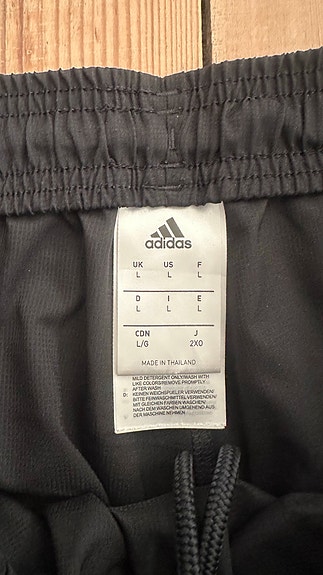 adidas
UK US F
L L L
D I E
L L L
CDN J
L/G 2XO
MADE IN THAILAND
MILD DETERGENT ONLY/WASH WITH
LIKE COLORS/REMOVE PROMPTLY
AFTER WASH
D: KEINEN WEICHSPÜLER VERWENDEN/
BITTE FEINWASCHMITTEL VERWENDEN/
MIT GLEICHEN FARBEN WASCHEN/
NACH DEM WASCHEN UMGEHEND AUS
DER MASCHINE NEHMEN